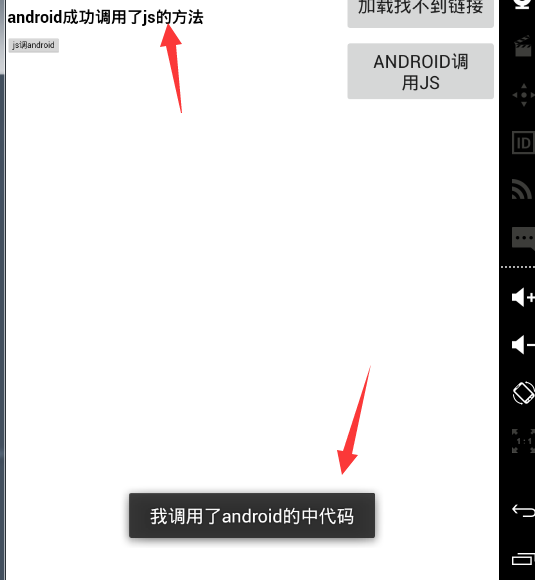 android成功调用了js的方法
js调android
加载找不到链接
ANDROID调
用JS
ID
1:1
我调用了android的中代码